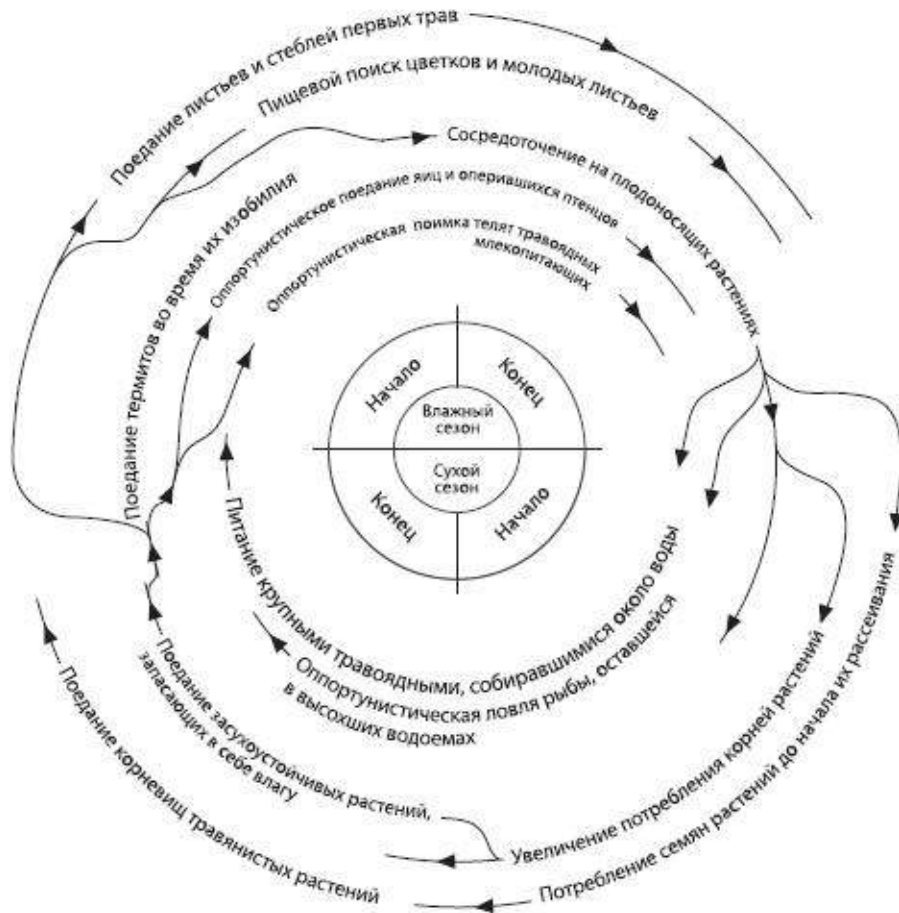 Поедание листьев и стеблей первых трав
Пищевой поиск цветков и молодых листьев
Сосредоточение на плодоносящих растениях
Поедание термитов во время их изобилия
Оппортунистическое поедание яиц и оперившихся птенцов
Оппортунистическая поимка телят травоядных
млекопитающих
Начало
Конец
Влажный
сезон
Сухой
сезон
Конец
Начало
Питание крупными травоядными, собиравшимися около воды
Оппортунистическая ловля рыбы, оставшейся
в высохших водоемах
Поедание засухоустойчивых растений,
запасающих в себе влагу
Поедание корневищ травянистых растений
Увеличение потребления корней растений
Потребление семян растений до начала их рассеивания